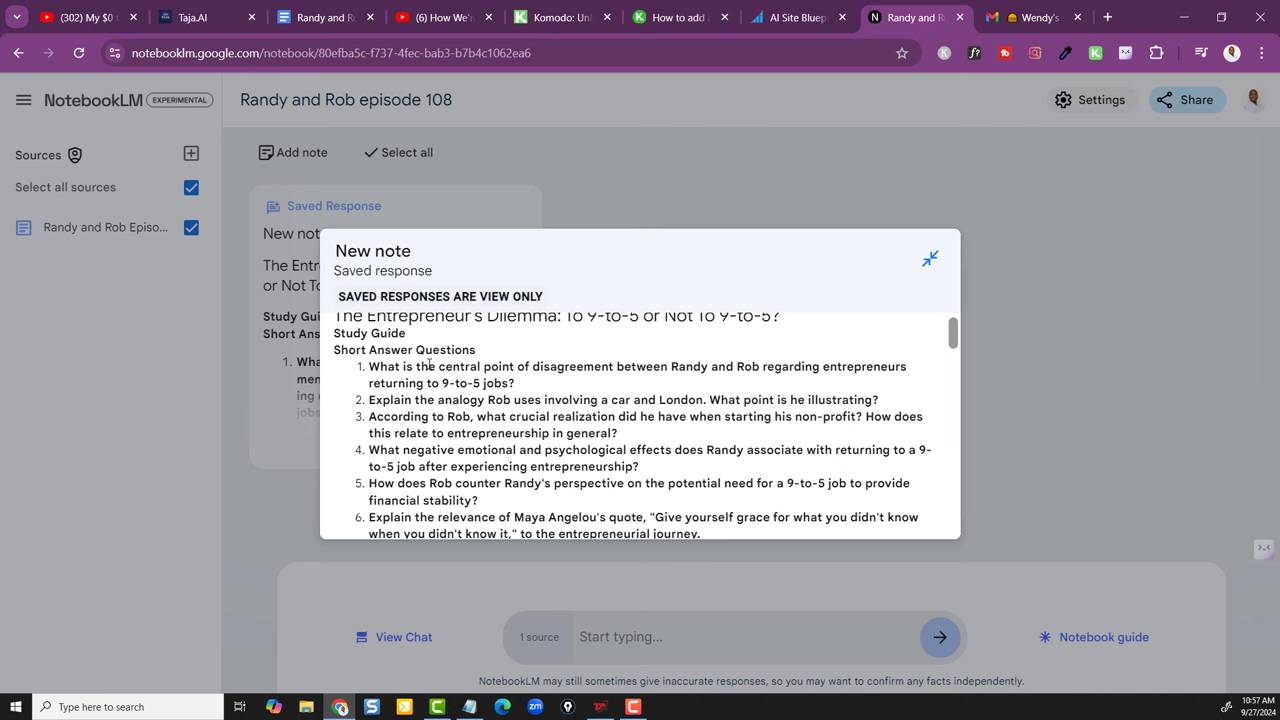 (302) My $0
Taja.AI
Randy and Ro
(6) How We'r
Komodo: Un
How to add
AI Site Bluep
Randy and R
Wendy's
notebooklm.google.com/notebook/80efba5c-f737-4fec-bab3-b7b4c1062ea6
NotebookLM EXPERIMENTAL
Randy and Rob episode 108
Settings
Share
Sources
Add note
Select all
Select all sources
Randy and Rob Episo...
Saved Response
New not
The Entr
or Not To
Study Gui
Short Ans
1. Wha
men
ing
jobs
New note
Saved response
SAVED RESPONSES ARE VIEW ONLY
The Entrepreneur's Dilemma: To 9-to-5 or Not To 9-to-5?
Study Guide
Short Answer Questions
1. What is the central point of disagreement between Randy and Rob regarding entrepreneurs
returning to 9-to-5 jobs?
2. Explain the analogy Rob uses involving a car and London. What point is he illustrating?
3. According to Rob, what crucial realization did he have when starting his non-profit? How does
this relate to entrepreneurship in general?
4. What negative emotional and psychological effects does Randy associate with returning to a 9-
to-5 job after experiencing entrepreneurship?
5. How does Rob counter Randy's perspective on the potential need for a 9-to-5 job to provide
financial stability?
6. Explain the relevance of Maya Angelou's quote, "Give yourself grace for what you didn't know
when you didn't know it," to the entrepreneurial journey.
View Chat
1 source
Start typing...
Notebook guide
NotebookLM may still sometimes give inaccurate responses, so you may want to confirm any facts independently.
Type here to search
10:57 AM
9/27/2024